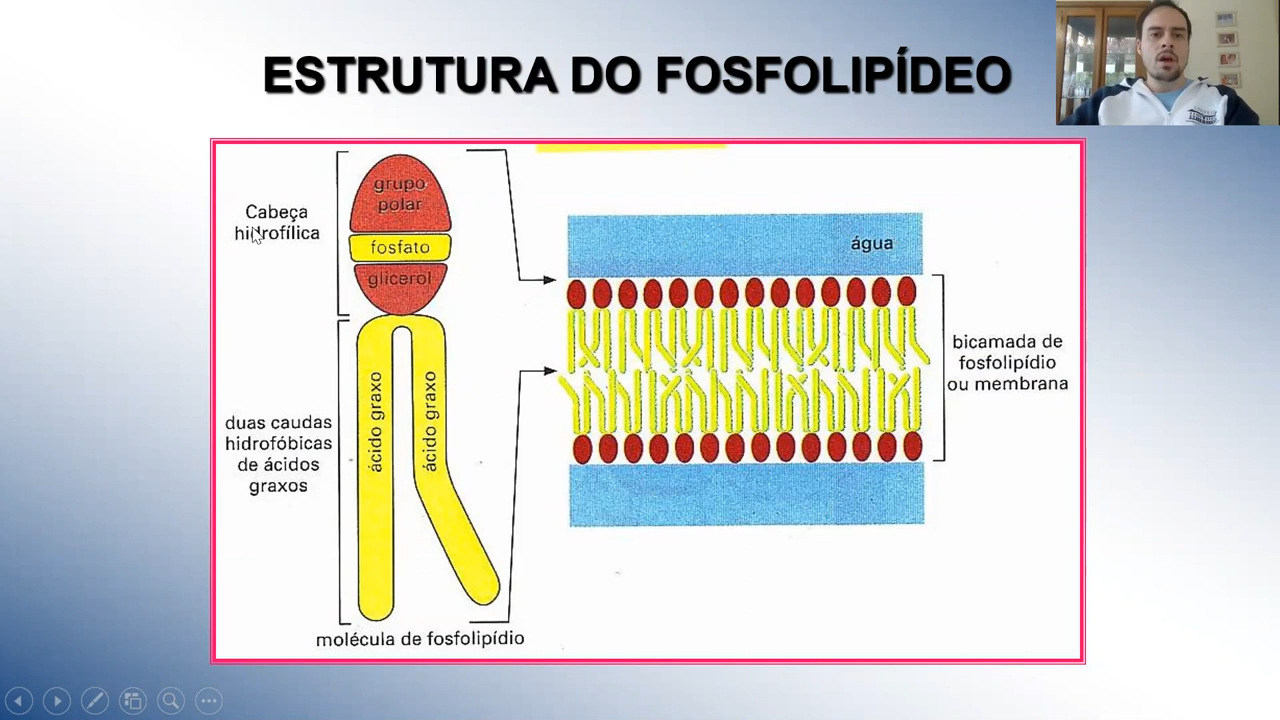 ESTRUTURA DO FOSFOLIPÍDEO
Cabeça
hidrofílica
grupo
polar
fosfato
glicerol
duas caudas
hidrofóbicas
de ácidos
graxos
ácido graxo
ácido graxo
molécula de fosfolipídio
água
bicamada de
fosfolipídio
ou membrana